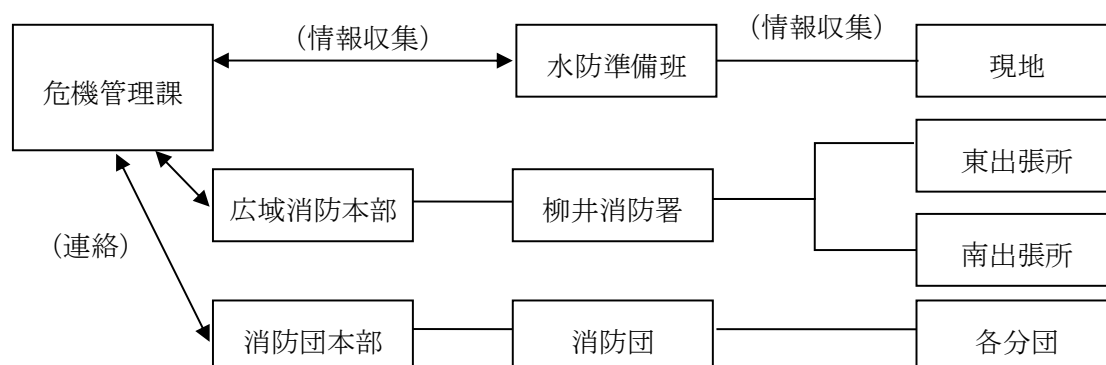 （情報収集）
（情報収集）
危機管理課
水防準備班
現地
東出張所
広域消防本部
柳井消防署
（連絡）
南出張所
消防団本部
消防団
各分団